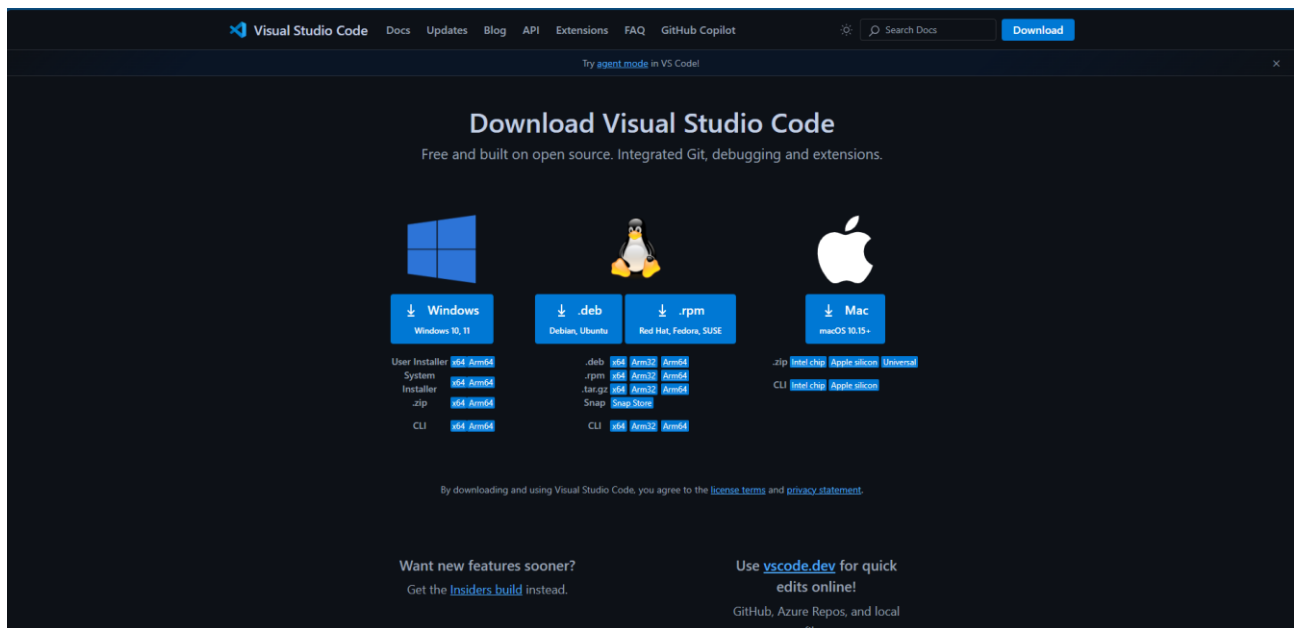 Visual Studio Code Docs Updates Blog API Extensions FAQ GitHub Copilot Search Docs Download
Try agent mode in VS Code!
Download Visual Studio Code
Free and built on open source. Integrated Git, debugging and extensions.
Windows
Windows 10, 11
User Installer x64 Arm64
System
Installer x64 Arm64
.zip x64 Arm64
CLI x64 Arm64
.deb
Debian, Ubuntu
.rpm
Red Hat, Fedora, SUSE
.deb x64 Arm32 Arm64
.rpm x64 Arm32 Arm64
.tar.gz x64 Arm32 Arm64
Snap Snap Store
CLI x64 Arm32 Arm64
Mac
macOS 10.15+
.zip Intel chip Apple silicon Universal
CLI Intel chip Apple silicon
By downloading and using Visual Studio Code, you agree to the license terms and privacy statement.
Want new features sooner?
Get the Insiders build instead.
Use vscode.dev for quick
edits online!
GitHub, Azure Repos, and local